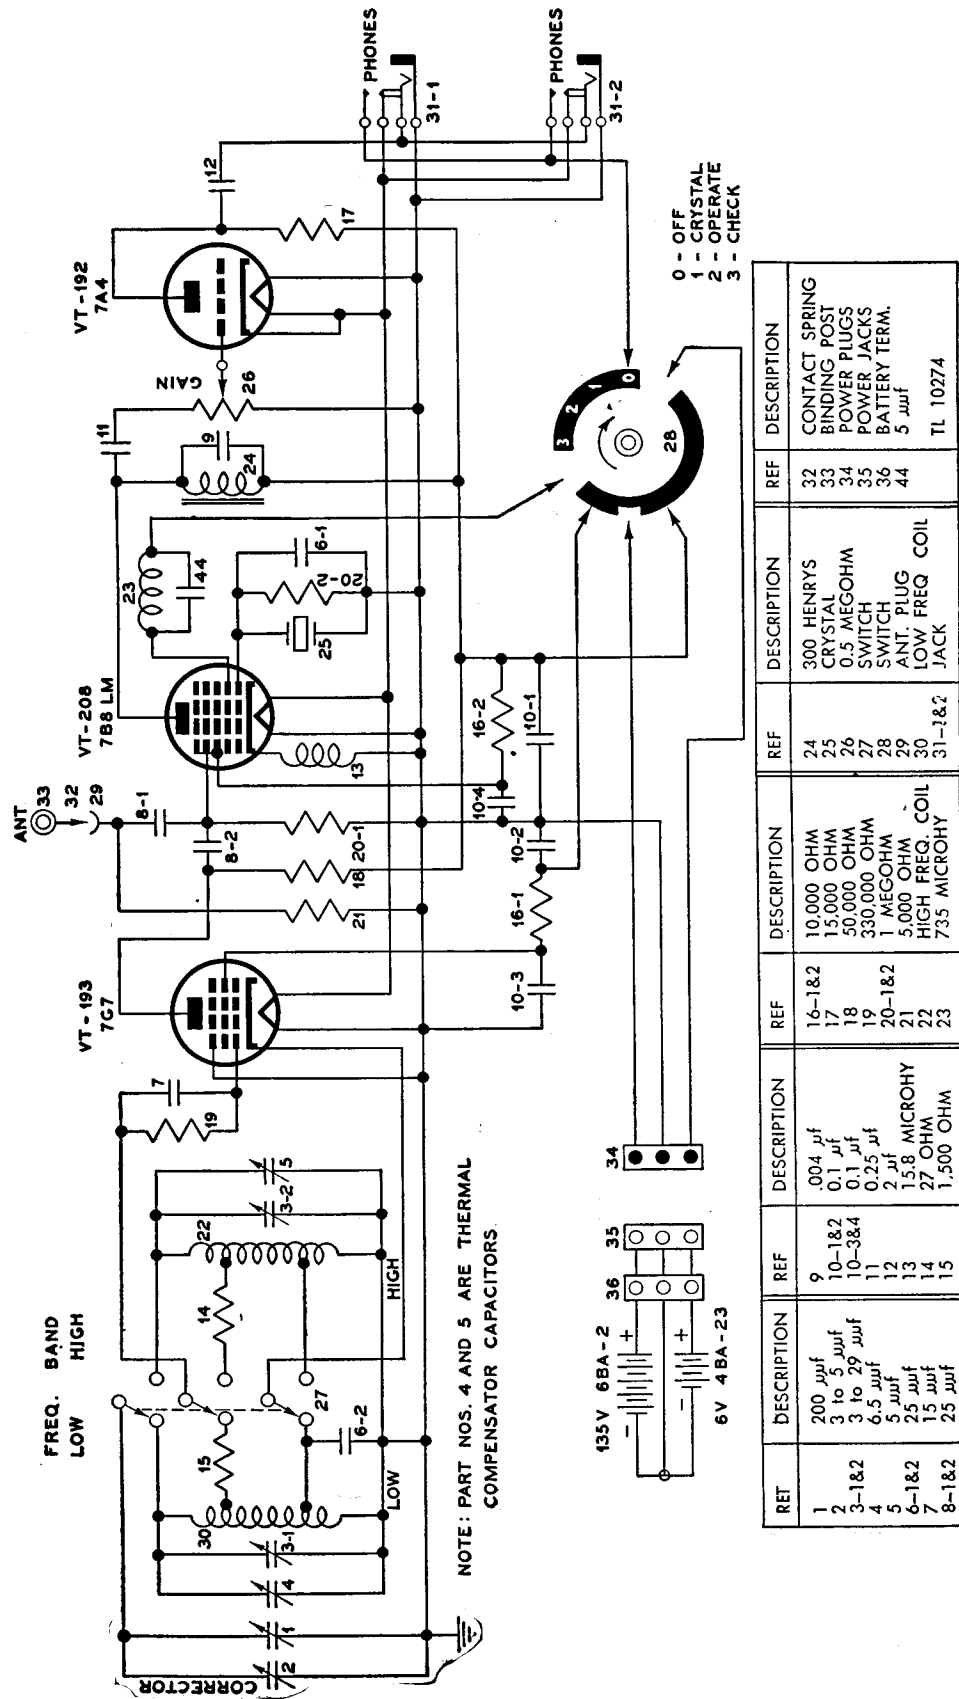 CORRECTOR
FREQ. BAND
LOW HIGH
2
1
4
3-1
30
15
6-2
27
LOW
14
22
3-2
5
HIGH
19
7
VT-193
7G7
ANT
33
32
29
8-1
8-2
21
18
20-1
10-3
16-1
10-2
10-4
16-2
10-1
13
VT-208
7B8 LM
23
44
25
20-2
6-1
11
9
24
GAIN
26
VT-192
7A4
12
17
PHONES
31-1
PHONES
31-2
28
3
2
1
0
0 - OFF
1 - CRYSTAL
2 - OPERATE
3 - CHECK
NOTE: PART NOS. 4 AND 5 ARE THERMAL
COMPENSATOR CAPACITORS
135V 6BA-2
- +
- +
6V 4BA-23
36
35
34
RET DESCRIPTION REF DESCRIPTION REF DESCRIPTION REF DESCRIPTION REF DESCRIPTION
1 200 μμf 9 .004 μf 16-1&2 10,000 OHM 24 300 HENRYS 32 CONTACT SPRING
2 3 to 5 μμf 10-1&2 0.1 μf 17 15,000 OHM 25 CRYSTAL 33 BINDING POST
3-1&2 3 to 29 μμf 10-3&4 0.1 μf 18 50,000 OHM 26 0.5 MEGOHM 34 POWER PLUGS
4 6.5 μμf 11 0.25 μf 19 330,000 OHM 27 SWITCH 35 POWER JACKS
5 5 μμf 12 2 μf 20-1&2 1 MEGOHM 28 SWITCH 36 BATTERY TERM.
6-1&2 25 μμf 13 15.8 MICROHY 21 5,000 OHM 29 ANT. PLUG 44 5 μμf
7 15 μμf 14 27 OHM 22 HIGH FREQ. COIL 30 LOW FREQ COIL
8-1&2 25 μμf 15 1,500 OHM 23 735 MICROHY 31-1&2 JACK TL 10274